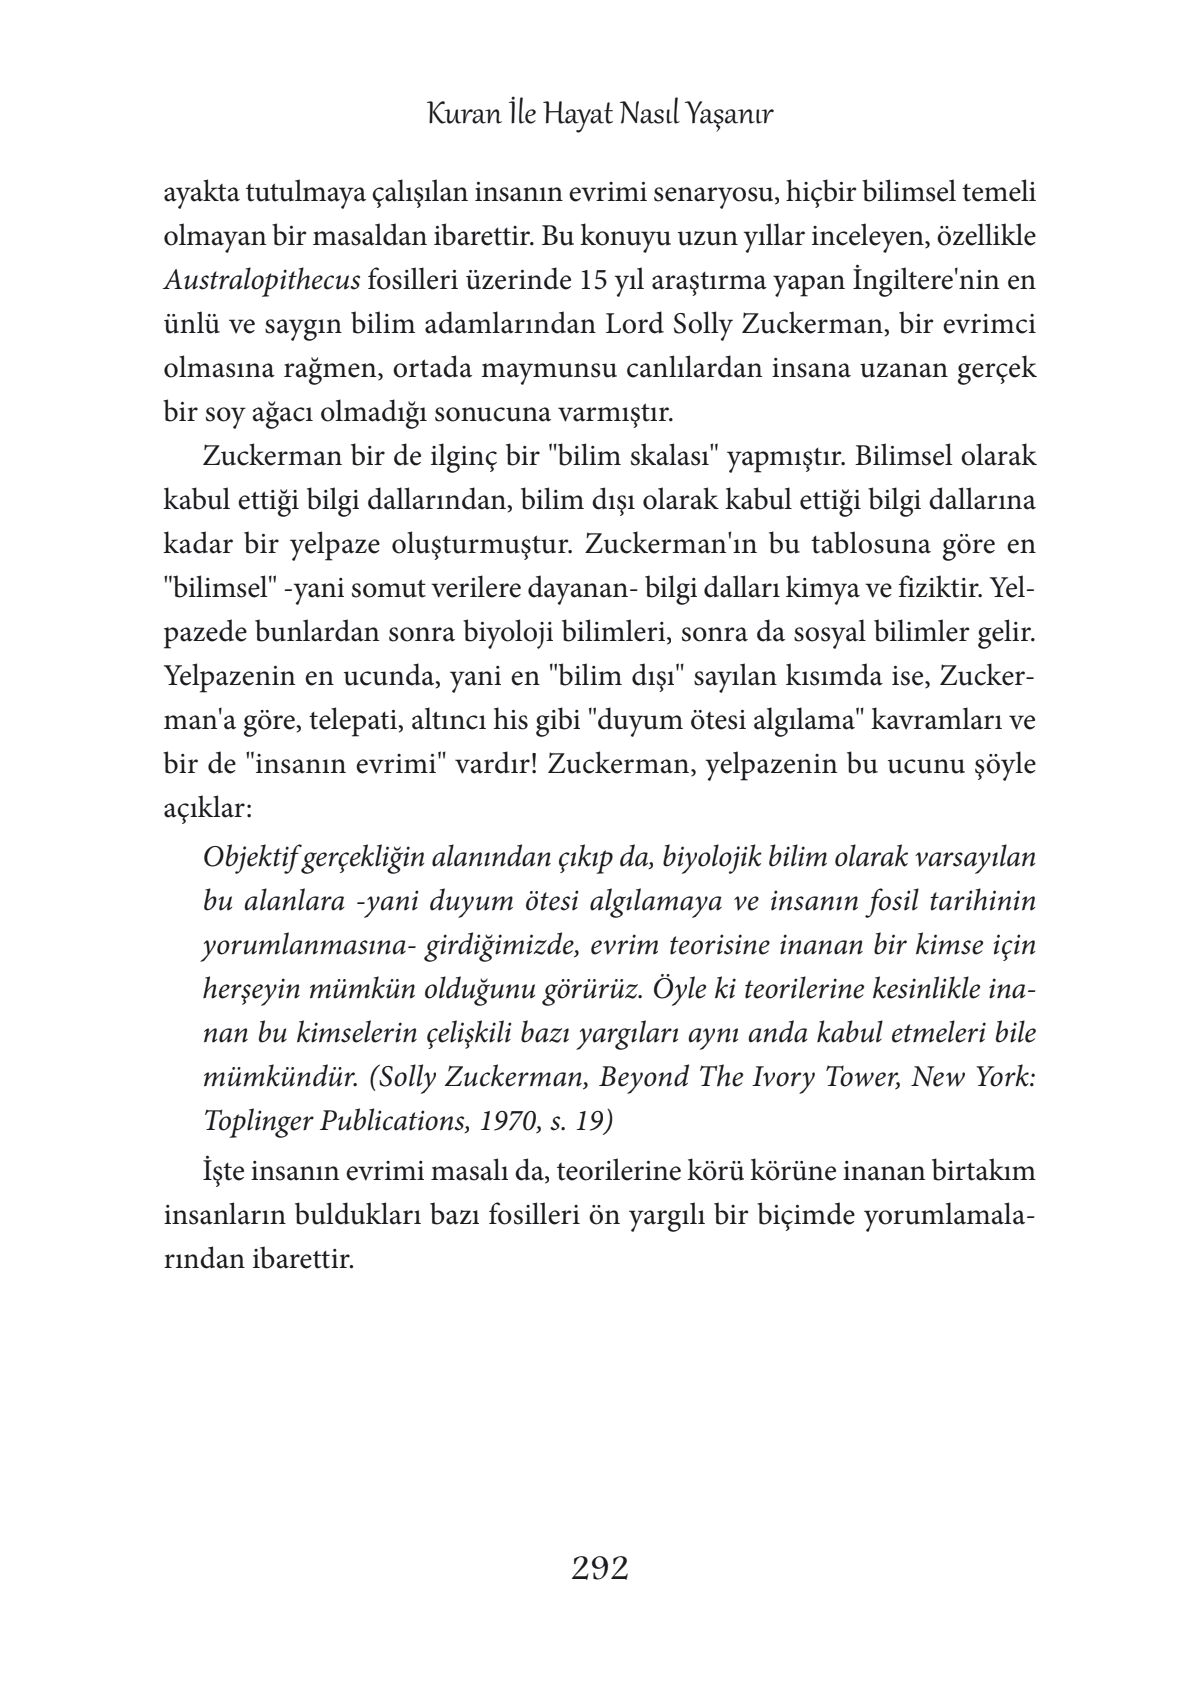 Kuran İle Hayat Nasıl Yaşanır
ayakta tutulmaya çalışılan insanın evrimi senaryosu, hiçbir bilimsel temeli
olmayan bir masaldan ibarettir. Bu konuyu uzun yıllar inceleyen, özellikle
Australopithecus fosilleri üzerinde 15 yıl araştırma yapan İngiltere'nin en
ünlü ve saygın bilim adamlarından Lord Solly Zuckerman, bir evrimci
olmasına rağmen, ortada maymunsu canlılardan insana uzanan gerçek
bir soy ağacı olmadığı sonucuna varmıştır.
Zuckerman bir de ilginç bir "bilim skalası" yapmıştır. Bilimsel olarak
kabul ettiği bilgi dallarından, bilim dışı olarak kabul ettiği bilgi dallarına
kadar bir yelpaze oluşturmuştur. Zuckerman'ın bu tablosuna göre en
"bilimsel" -yani somut verilere dayanan- bilgi dalları kimya ve fiziktir. Yel-
pazede bunlardan sonra biyoloji bilimleri, sonra da sosyal bilimler gelir.
Yelpazenin en ucunda, yani en "bilim dışı" sayılan kısımda ise, Zucker-
man'a göre, telepati, altıncı his gibi "duyum ötesi algılama" kavramları ve
bir de "insanın evrimi" vardır! Zuckerman, yelpazenin bu ucunu şöyle
açıklar:
Objektif gerçekliğin alanından çıkıp da, biyolojik bilim olarak varsayılan
bu alanlara -yani duyum ötesi algılamaya ve insanın fosil tarihinin
yorumlanmasına- girdiğimizde, evrim teorisine inanan bir kimse için
herşeyin mümkün olduğunu görürüz. Öyle ki teorilerine kesinlikle ina-
nan bu kimselerin çelişkili bazı yargıları aynı anda kabul etmeleri bile
mümkündür. (Solly Zuckerman, Beyond The Ivory Tower, New York:
Toplinger Publications, 1970, s. 19)
İşte insanın evrimi masalı da, teorilerine körü körüne inanan birtakım
insanların buldukları bazı fosilleri ön yargılı bir biçimde yorumlamala-
rından ibarettir.
292